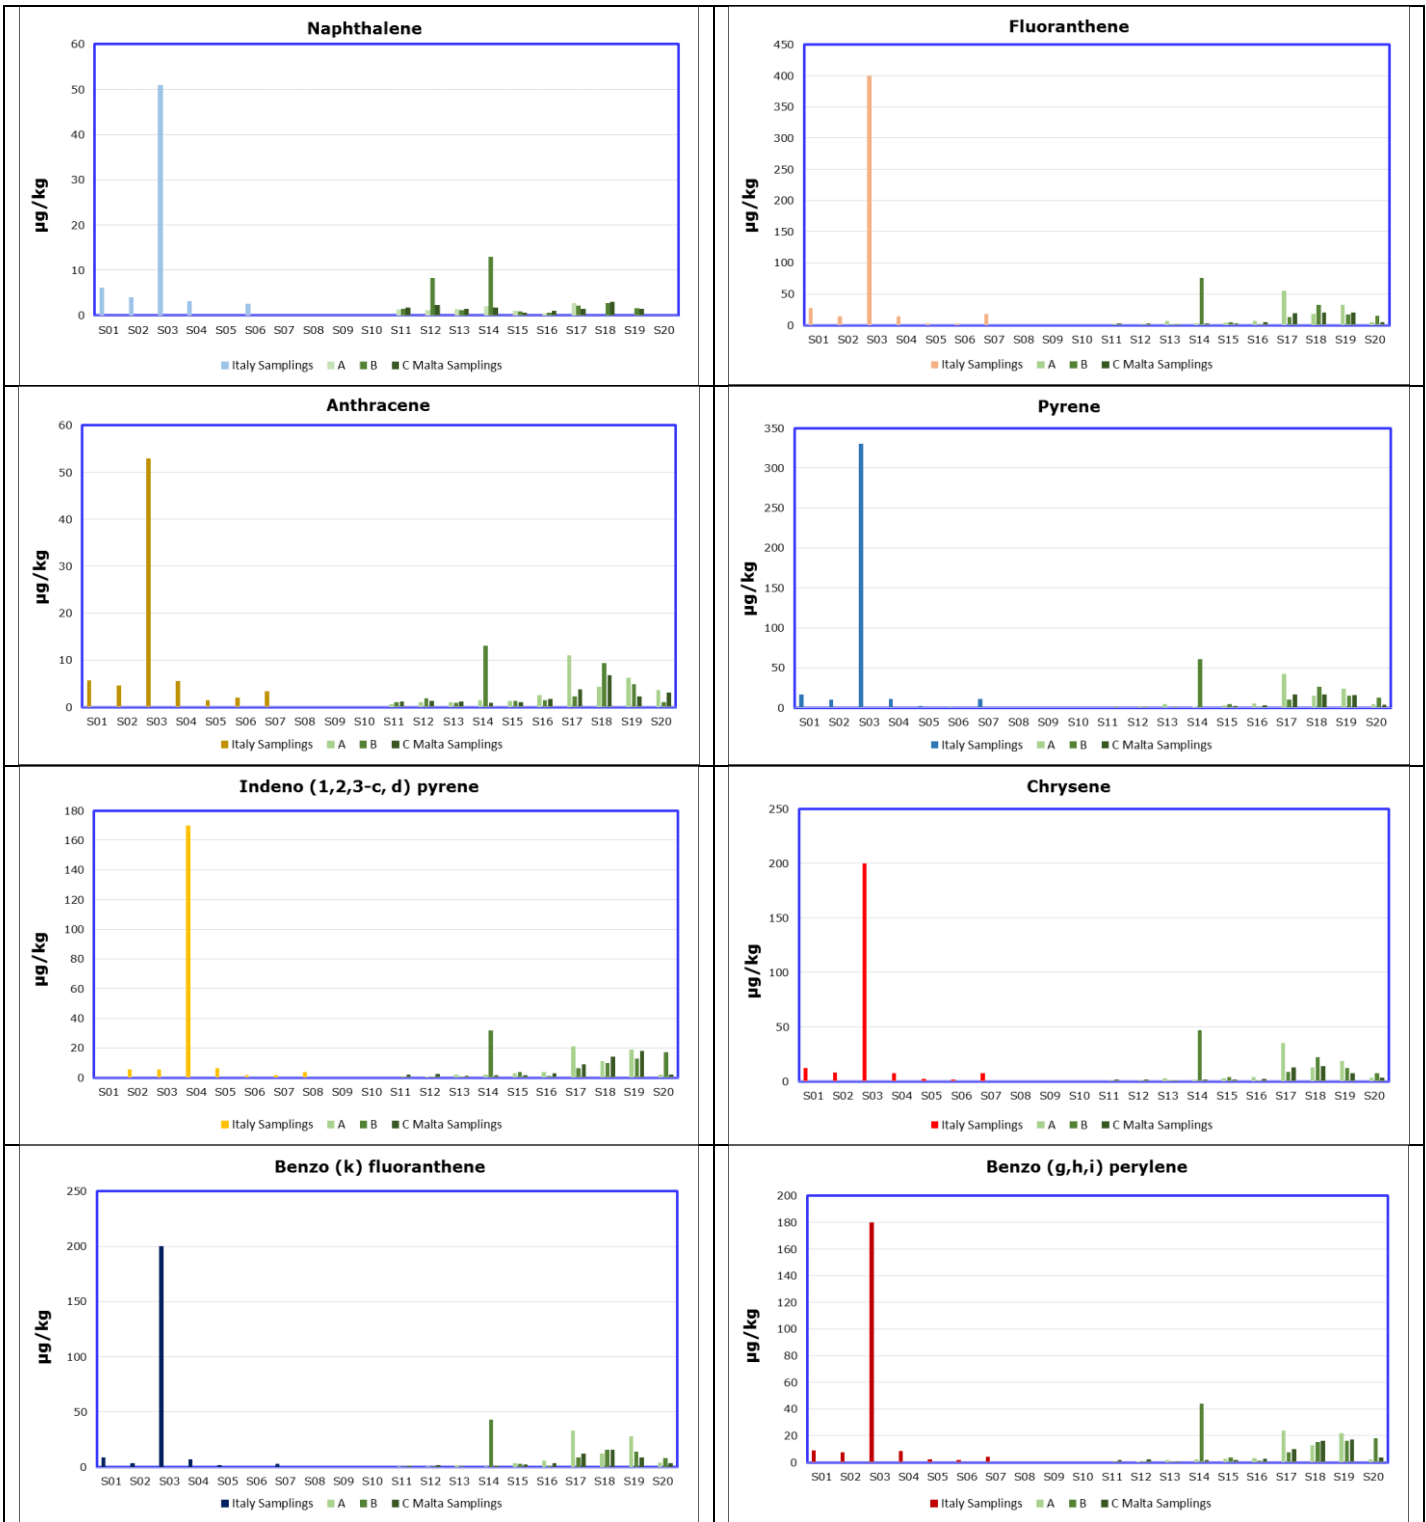 Naphthalene
60
50
40
30
20
10
0
µg/kg
S01 S02 S03 S04 S05 S06 S07 S08 S09 S10 S11 S12 S13 S14 S15 S16 S17 S18 S19 S20
Italy Samplings A B C Malta Samplings
Fluoranthene
450
400
350
300
250
200
150
100
50
0
µg/kg
S01 S02 S03 S04 S05 S06 S07 S08 S09 S10 S11 S12 S13 S14 S15 S16 S17 S18 S19 S20
Italy Samplings A B C Malta Samplings
Anthracene
60
50
40
30
20
10
0
µg/kg
S01 S02 S03 S04 S05 S06 S07 S08 S09 S10 S11 S12 S13 S14 S15 S16 S17 S18 S19 S20
Italy Samplings A B C Malta Samplings
Pyrene
350
300
250
200
150
100
50
0
µg/kg
S01 S02 S03 S04 S05 S06 S07 S08 S09 S10 S11 S12 S13 S14 S15 S16 S17 S18 S19 S20
Italy Samplings A B C Malta Samplings
Indeno (1,2,3-c, d) pyrene
180
160
140
120
100
80
60
40
20
0
µg/kg
S01 S02 S03 S04 S05 S06 S07 S08 S09 S10 S11 S12 S13 S14 S15 S16 S17 S18 S19 S20
Italy Samplings A B C Malta Samplings
Chrysene
250
200
150
100
50
0
µg/kg
S01 S02 S03 S04 S05 S06 S07 S08 S09 S10 S11 S12 S13 S14 S15 S16 S17 S18 S19 S20
Italy Samplings A B C Malta Samplings
Benzo (k) fluoranthene
250
200
150
100
50
0
µg/kg
S01 S02 S03 S04 S05 S06 S07 S08 S09 S10 S11 S12 S13 S14 S15 S16 S17 S18 S19 S20
Italy Samplings A B C Malta Samplings
Benzo (g,h,i) perylene
200
180
160
140
120
100
80
60
40
20
0
µg/kg
S01 S02 S03 S04 S05 S06 S07 S08 S09 S10 S11 S12 S13 S14 S15 S16 S17 S18 S19 S20
Italy Samplings A B C Malta Samplings